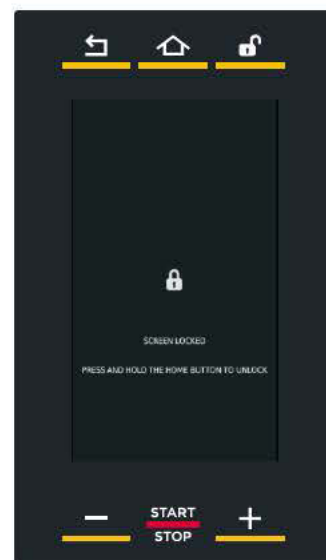 SCREEN LOCKED
PRESS AND HOLD THE HOME BUTTON TO UNLOCK
START
STOP